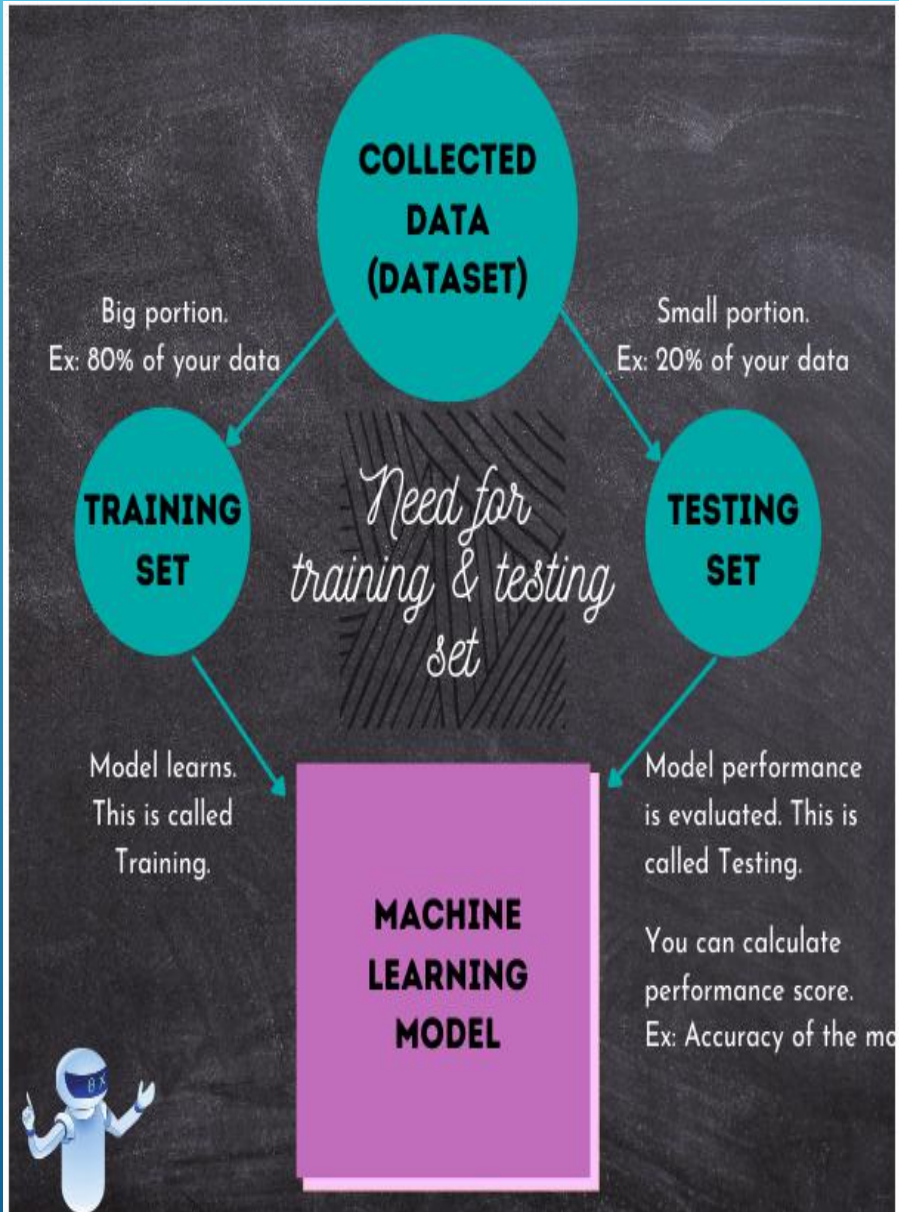 COLLECTED
DATA
(DATASET)
Big portion.
Ex: 80% of your data
Small portion.
Ex: 20% of your data
TRAINING
SET
Need for
training & testing
set
TESTING
SET
Model learns.
This is called
Training.
MACHINE
LEARNING
MODEL
Model performance
is evaluated. This is
called Testing.
You can calculate
performance score.
Ex: Accuracy of the